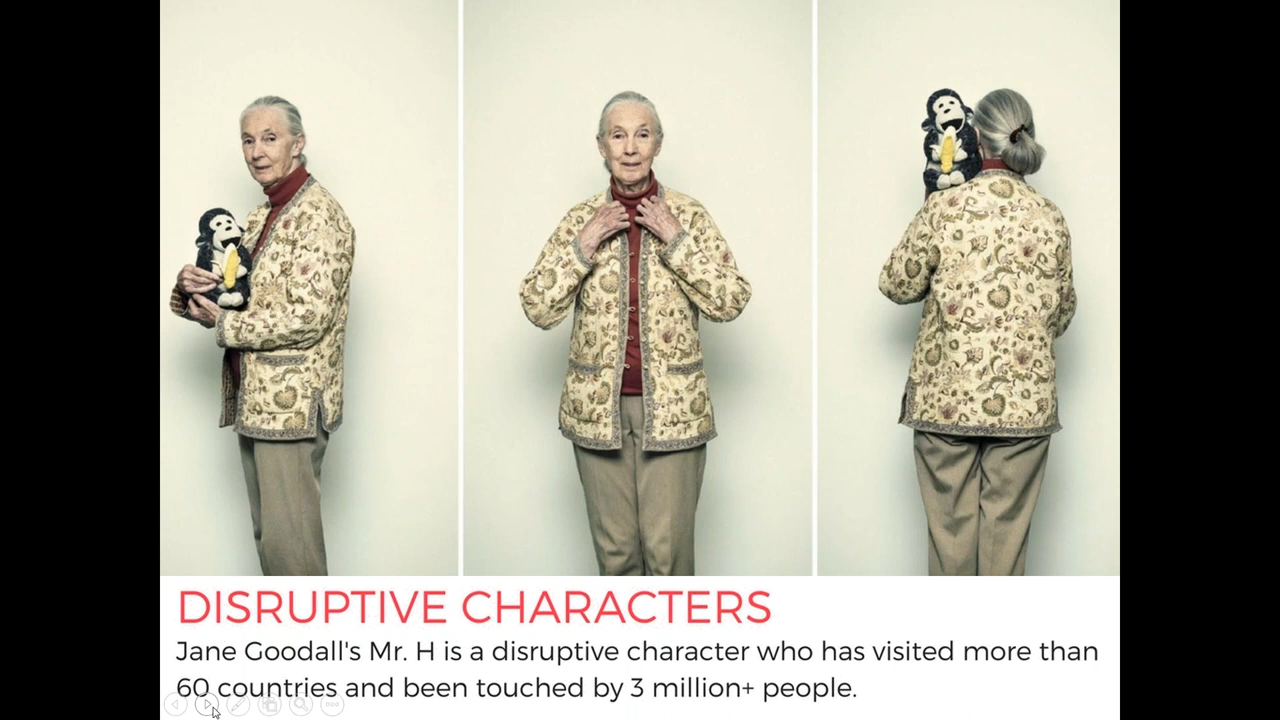 DISRUPTIVE CHARACTERS
Jane Goodall's Mr. H is a disruptive character who has visited more than
60 countries and been touched by 3 million+ people.